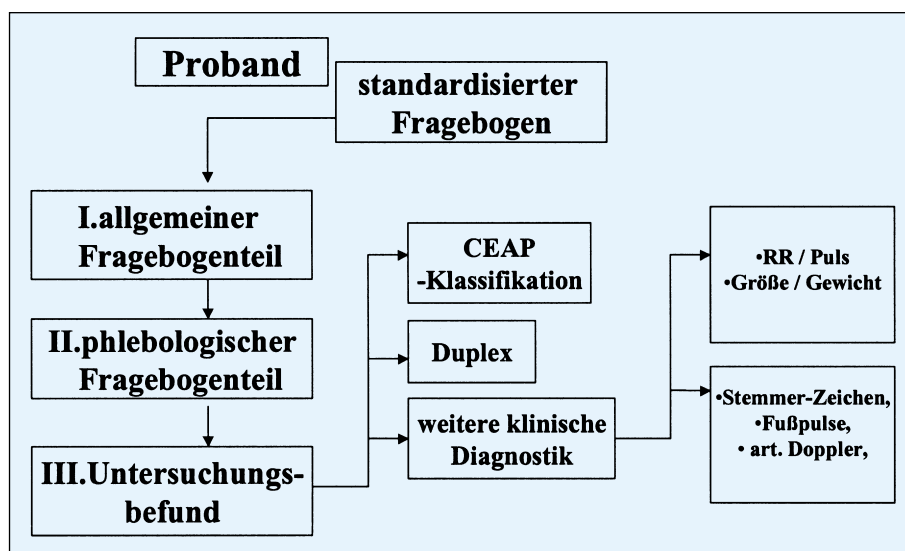 Proband
standardisierter
Fragebogen
I.allgemeiner
Fragebogenteil
II.phlebologischer
Fragebogenteil
III.Untersuchungs-
befund
CEAP
-Klassifikation
Duplex
weitere klinische
Diagnostik
•RR / Puls
•Größe / Gewicht
•Stemmer-Zeichen,
•Fußpulse,
• art. Doppler,